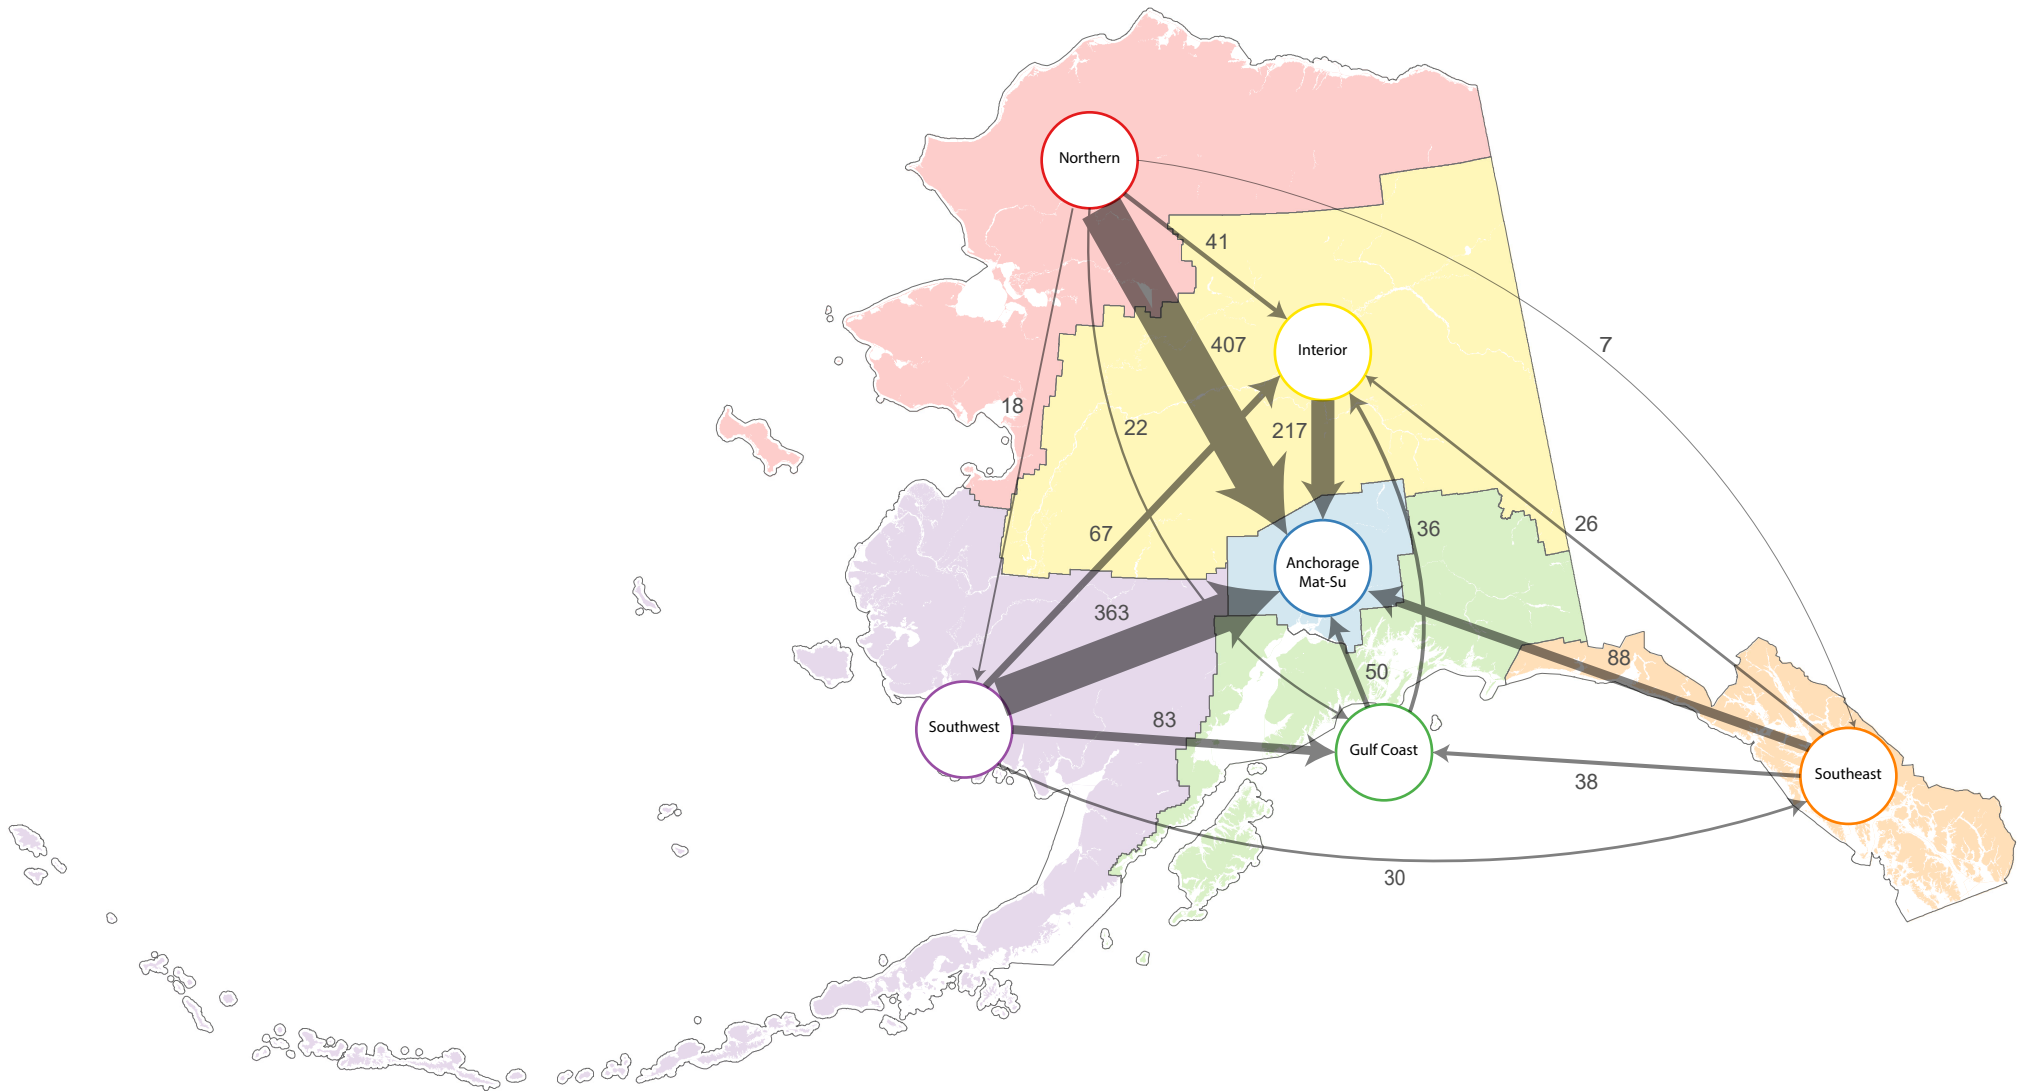 Northern
41
7
407
Interior
18
22
217
26
36
67
Anchorage
Mat-Su
363
88
50
83
Southwest
Gulf Coast
Southeast
38
30